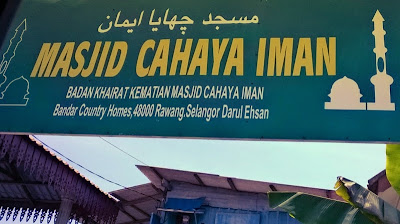 مسجد چهايا ايمان
MASJID CAHAYA IMAN
BADAN KHAIRAT KEMATIAN MASJID CAHAYA IMAN
Bandar Country Homes,48000 Rawang.Selangor Darul Ehsan